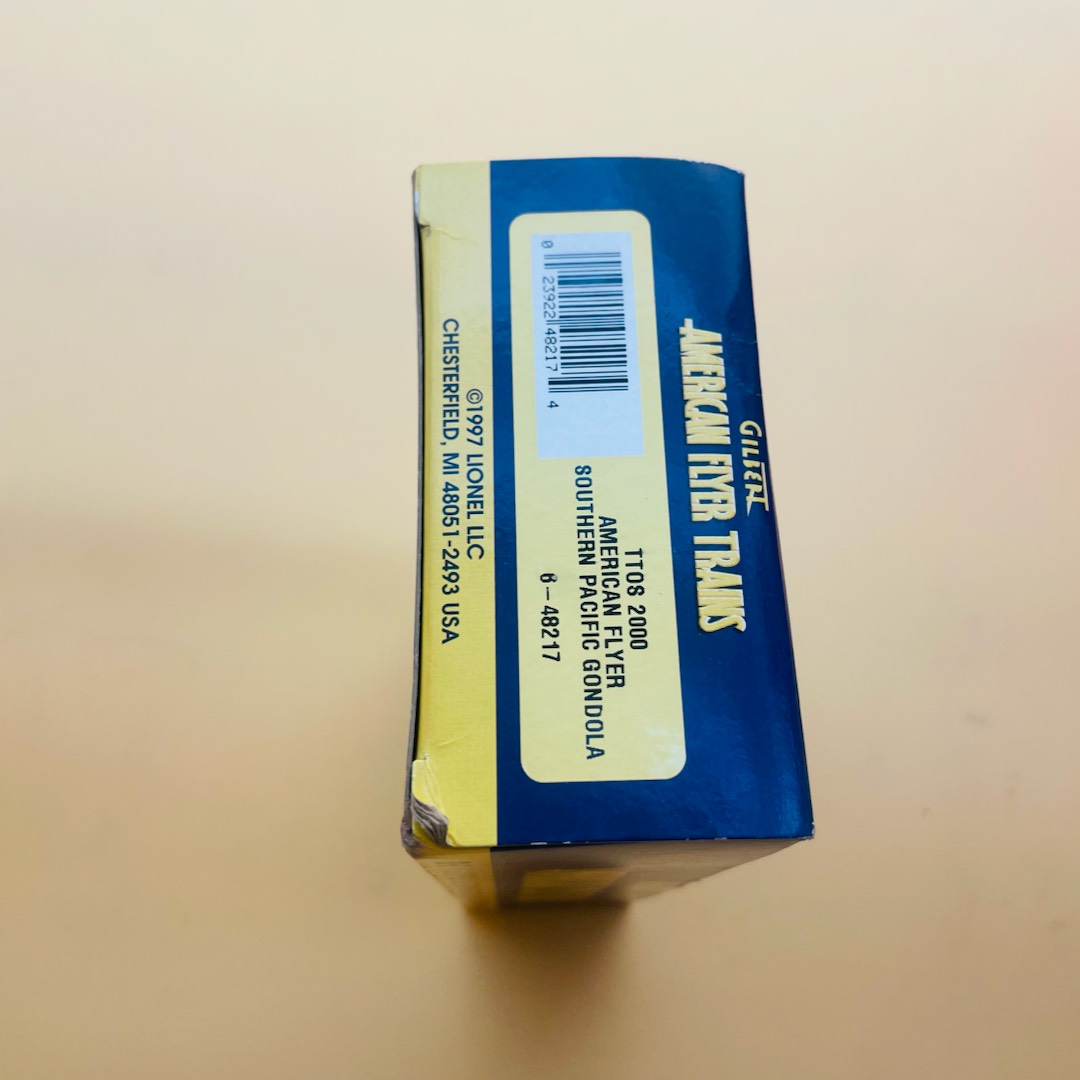 GILBERT
AMERICAN FLYER TRAINS
TTOS 2000
AMERICAN FLYER
SOUTHERN PACIFIC GONDOLA
6-48217
0 23922 48217 4
©1997 LIONEL LLC
CHESTERFIELD, MI 48051-2493 USA